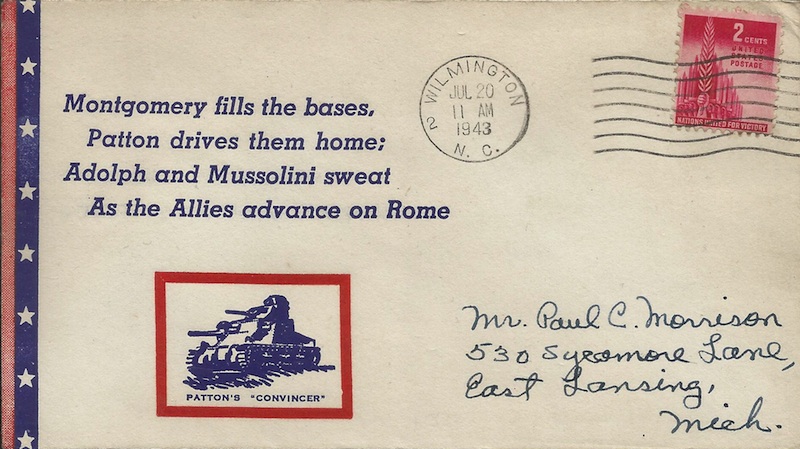 Montgomery fills the bases,
Patton drives them home;
Adolph and Mussolini sweat
As the Allies advance on Rome
PATTON'S "CONVINCER"
WILMINGTON
JUL 20
11 AM
1943
2
N. C.
2 CENTS
UNITED
STATES
POSTAGE
NATIONS UNITED FOR VICTORY
Mr. Paul C. Morrison
530 Sycamore Lane,
East Lansing,
Mich.